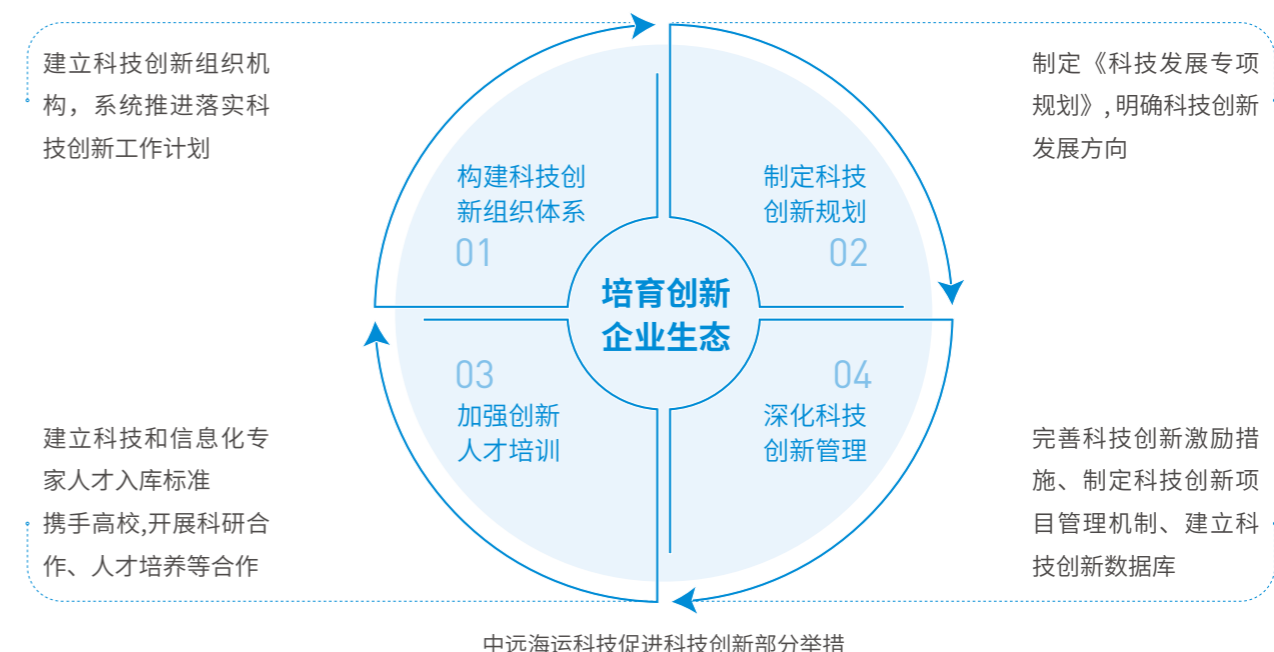 建立科技创新组织机
构，系统推进落实科
技创新工作计划
构建科技创
新组织体系
01
制定科技
创新规划
02
制定《科技发展专项
规划》,明确科技创新
发展方向
培育创新
企业生态
建立科技和信息化专
家人才入库标准
携手高校,开展科研合
作、人才培养等合作
03
加强创新
人才培训
04
深化科技
创新管理
完善科技创新激励措
施、制定科技创新项
目管理机制、建立科
技创新数据库
中远海运科技促进科技创新部分举措